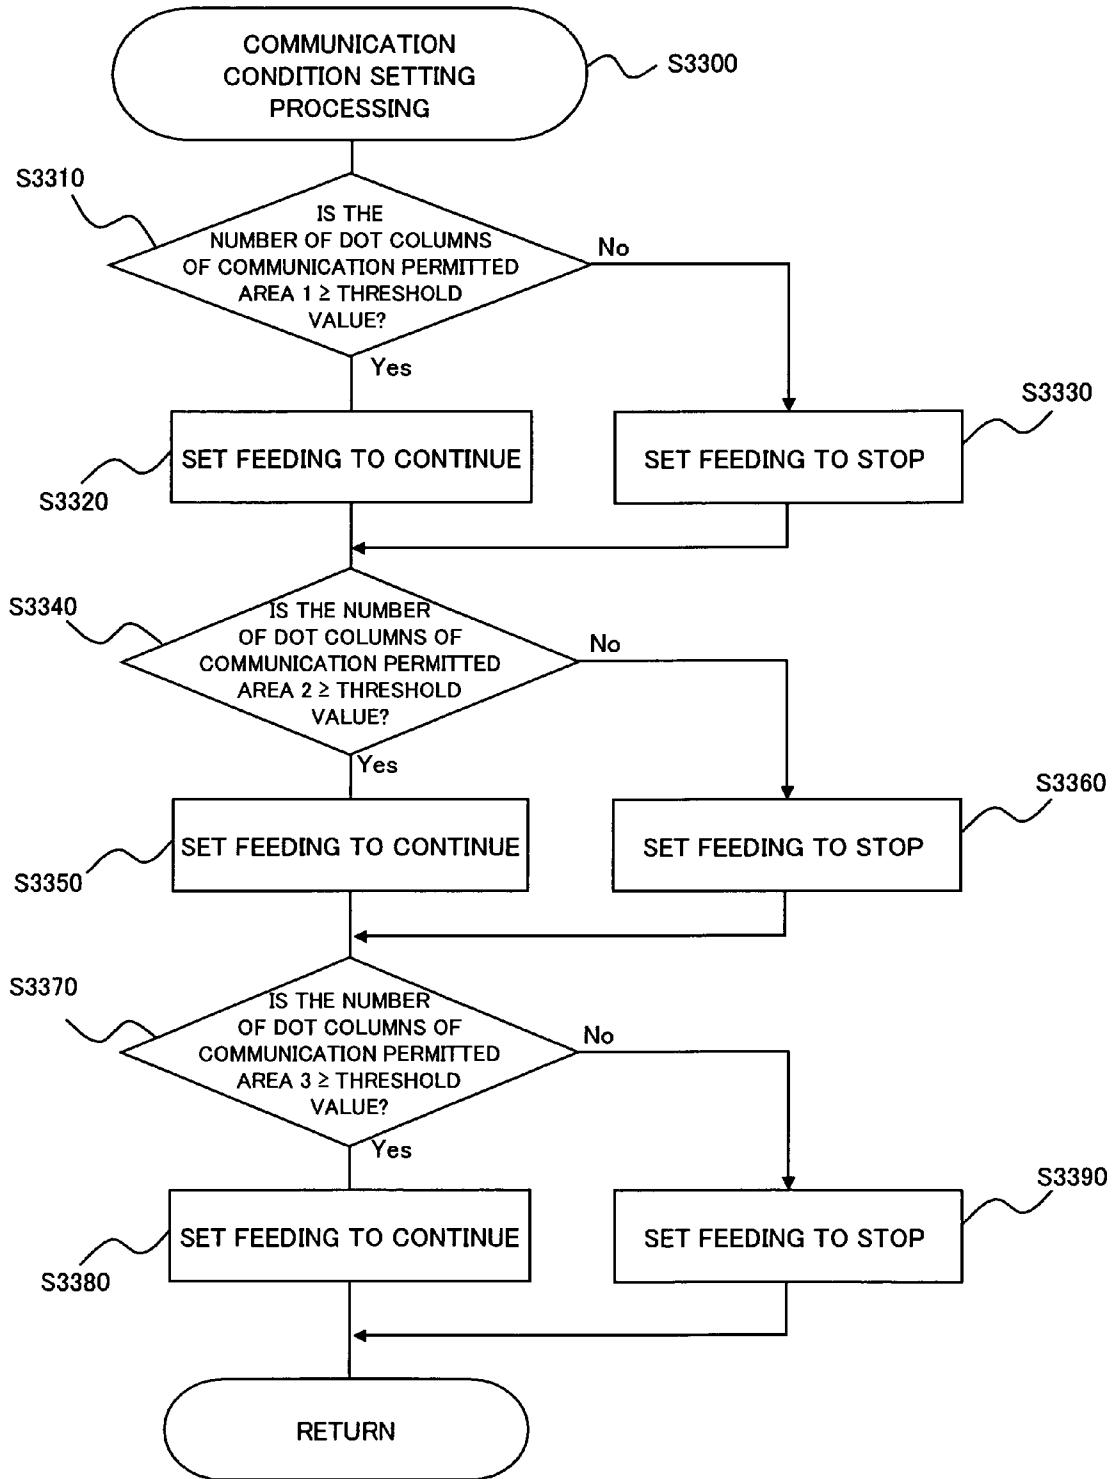 COMMUNICATION
CONDITION SETTING
PROCESSING
S3300
S3310
IS THE
NUMBER OF DOT COLUMNS
OF COMMUNICATION PERMITTED
AREA 1 ≥ THRESHOLD
VALUE?
No
Yes
S3330
SET FEEDING TO CONTINUE
SET FEEDING TO STOP
S3320
S3340
IS THE NUMBER
OF DOT COLUMNS OF
COMMUNICATION PERMITTED
AREA 2 ≥ THRESHOLD
VALUE?
No
Yes
S3360
SET FEEDING TO CONTINUE
SET FEEDING TO STOP
S3350
S3370
IS THE NUMBER
OF DOT COLUMNS OF
COMMUNICATION PERMITTED
AREA 3 ≥ THRESHOLD
VALUE?
No
Yes
S3390
SET FEEDING TO CONTINUE
SET FEEDING TO STOP
S3380
RETURN